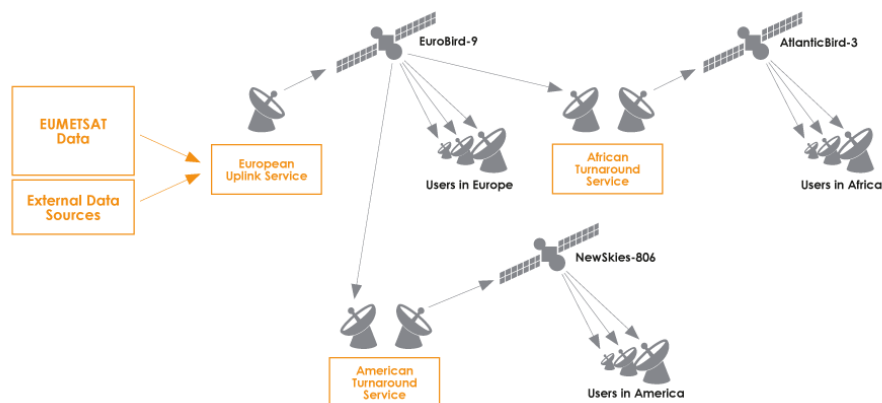 EuroBird-9
AtlanticBird-3
EUMETSAT
Data
European
Uplink Service
External Data
Sources
Users in Europe
African
Turnaround
Service
Users in Africa
NewSkies-806
American
Turnaround
Service
Users in America